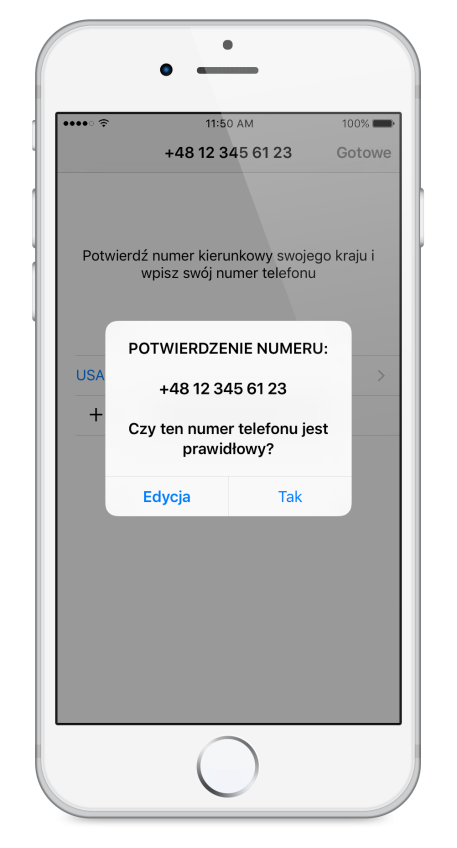 11:50 AM
100%
+48 12 345 61 23
Gotowe
Potwierdź numer kierunkowy swojego kraju i
wpisz swój numer telefonu
USA
+
POTWIERDZENIE NUMERU:
+48 12 345 61 23
Czy ten numer telefonu jest
prawidłowy?
Edycja
Tak